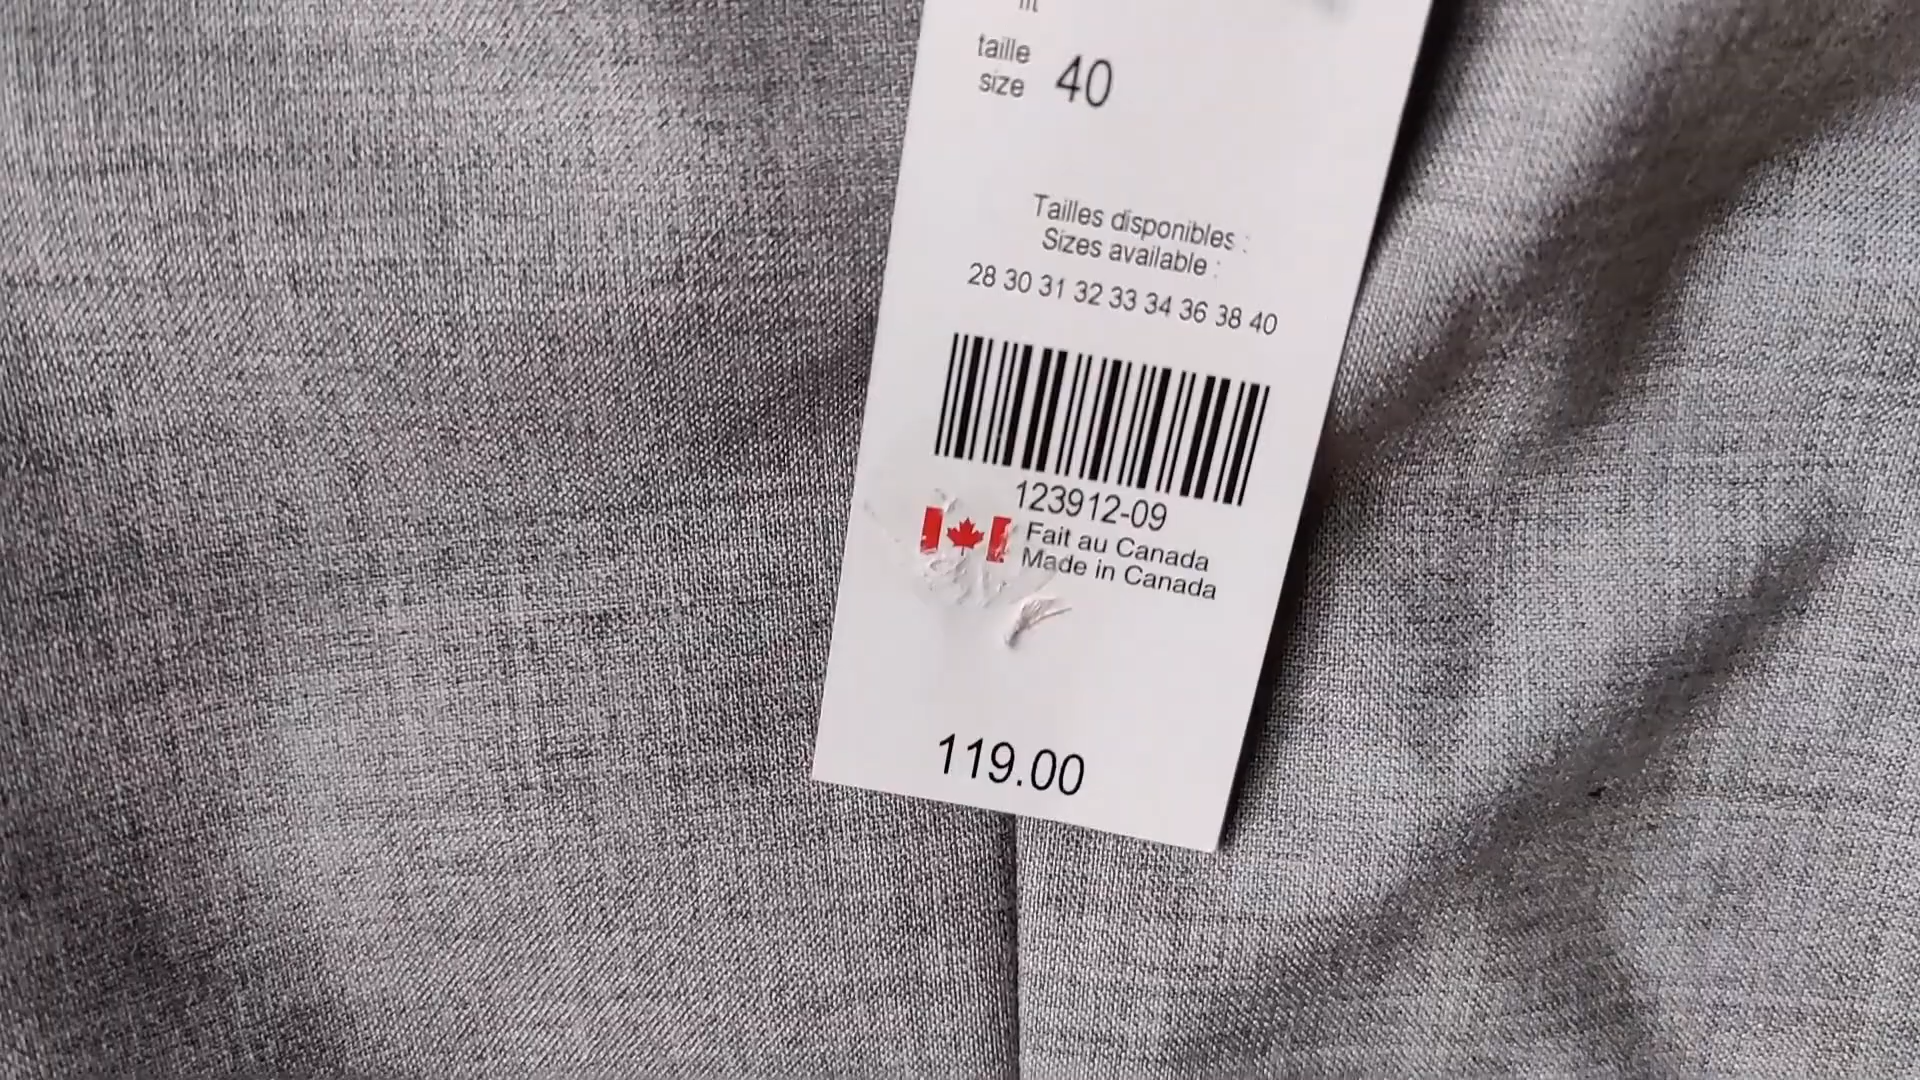 fit
taille
size 40
Tailles disponibles :
Sizes available :
28 30 31 32 33 34 36 38 40
123912-09
Fait au Canada
Made in Canada
119.00